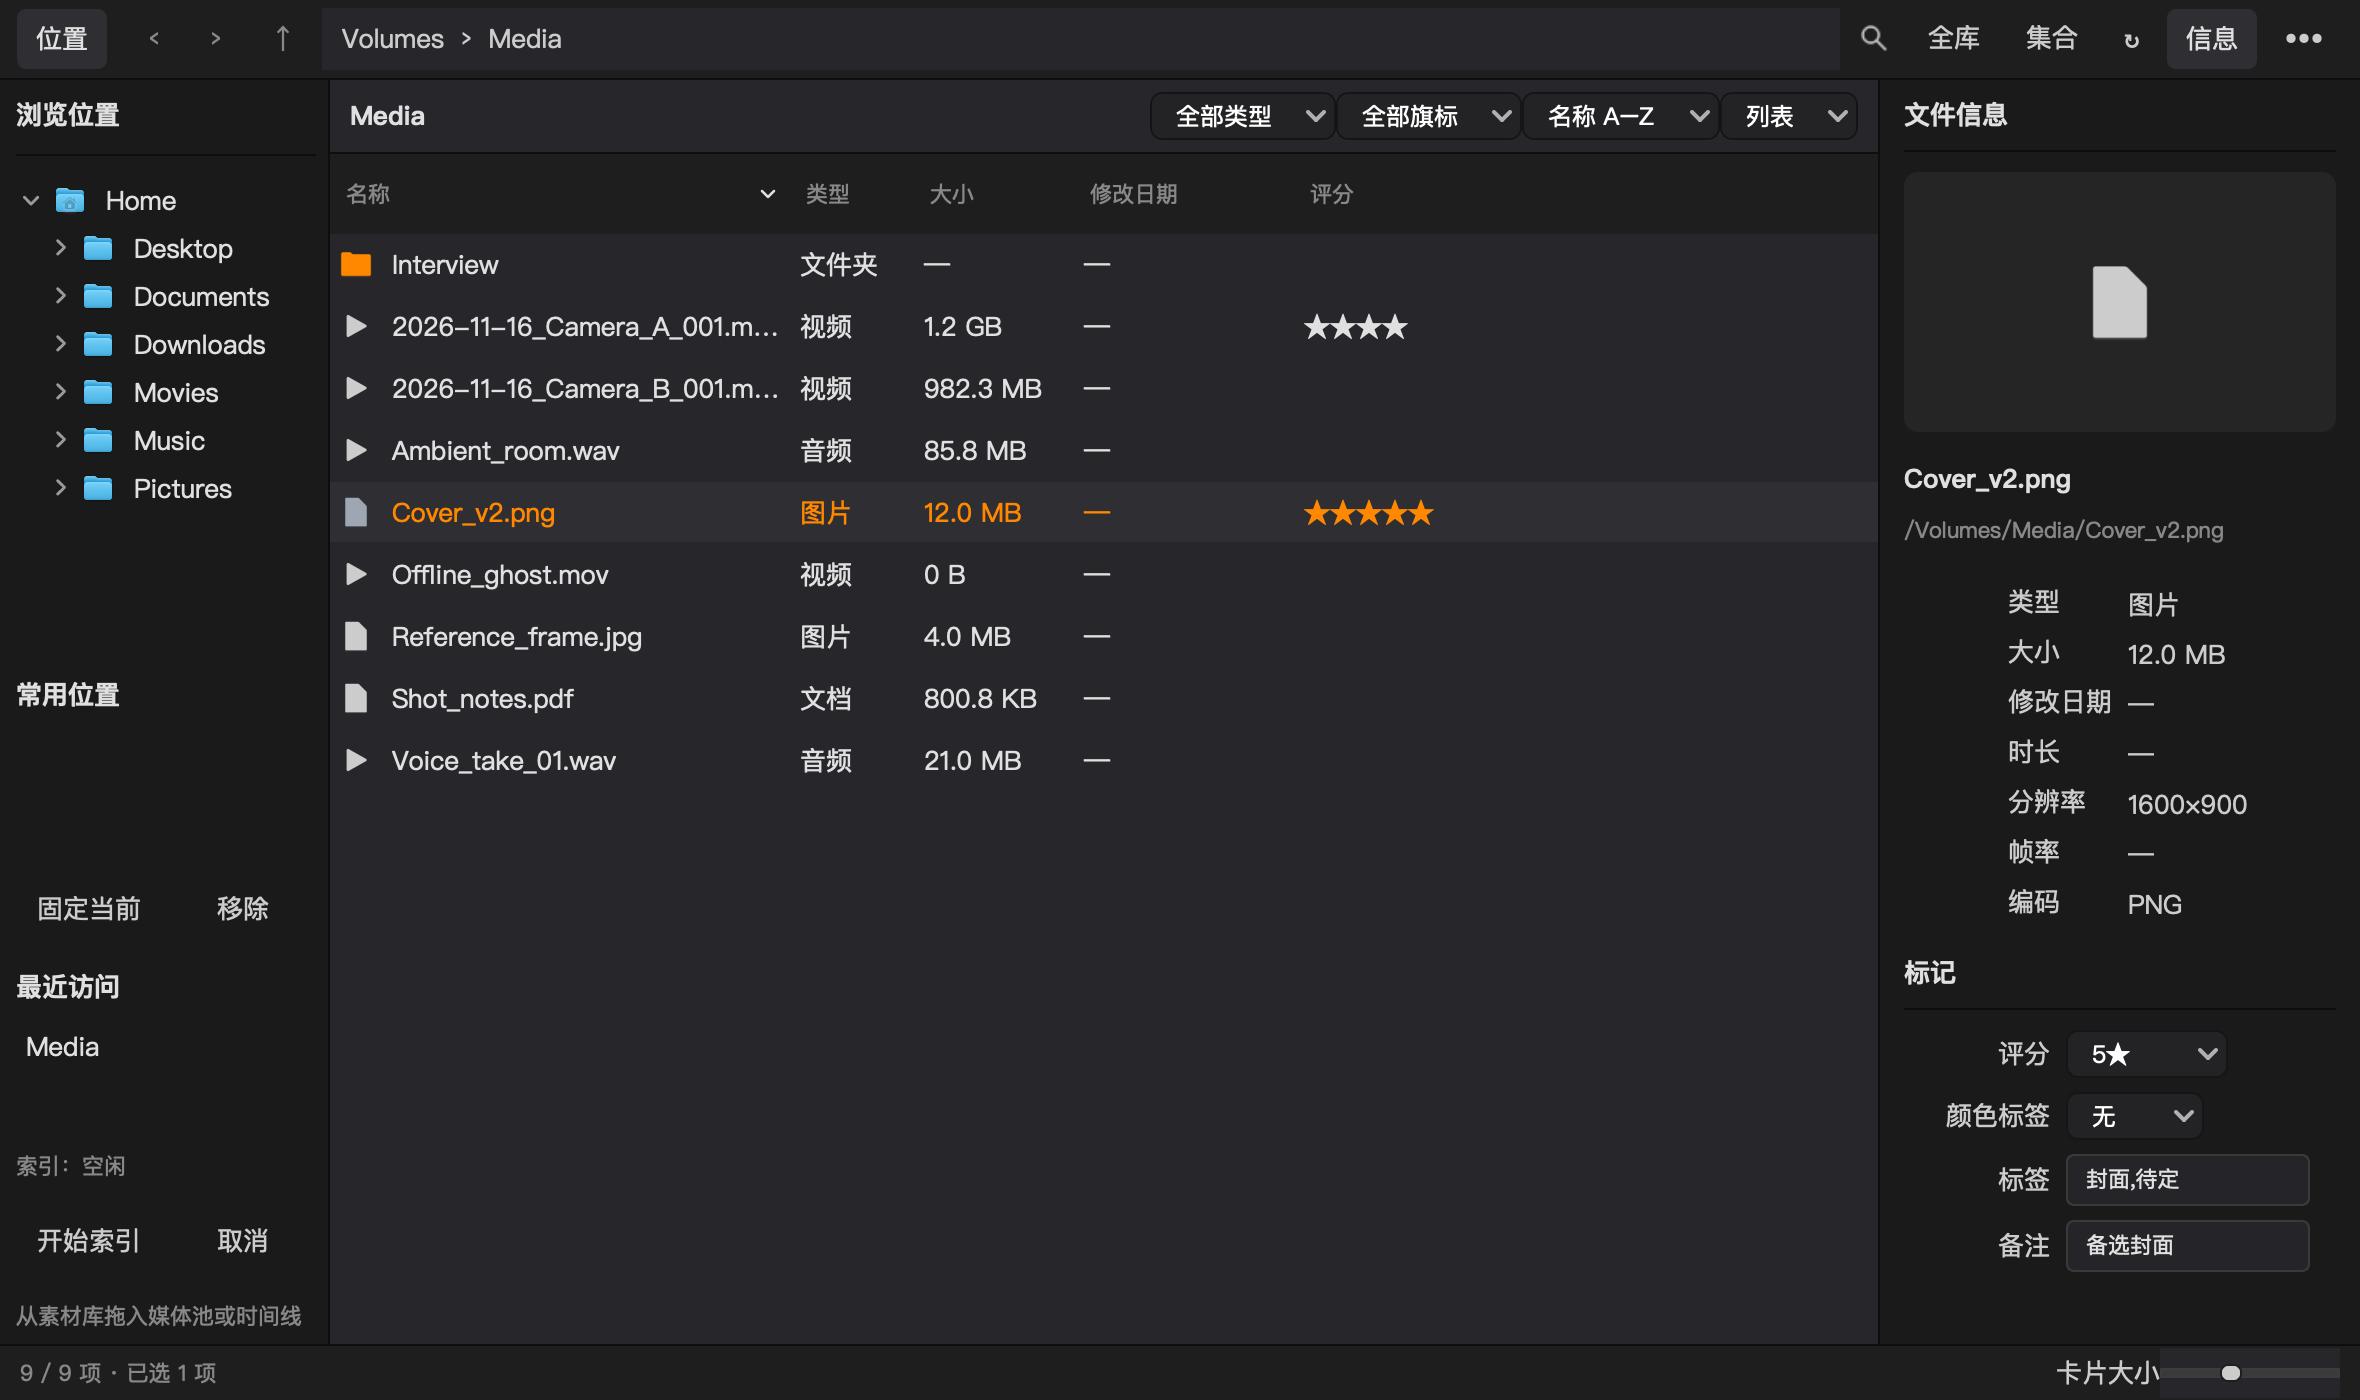 位置
Volumes > Media
全库
集合
信息
浏览位置
Home
Desktop
Documents
Downloads
Movies
Music
Pictures
常用位置
固定当前 移除
最近访问
Media
索引：空闲
开始索引 取消
从素材库拖入媒体池或时间线
Media
全部类型 全部旗标 名称 A–Z 列表
名称 类型 大小 修改日期 评分
Interview 文件夹 — —
2026-11-16_Camera_A_001.m... 视频 1.2 GB — ★★★★
2026-11-16_Camera_B_001.m... 视频 982.3 MB —
Ambient_room.wav 音频 85.8 MB —
Cover_v2.png 图片 12.0 MB — ★★★★★
Offline_ghost.mov 视频 0 B —
Reference_frame.jpg 图片 4.0 MB —
Shot_notes.pdf 文档 800.8 KB —
Voice_take_01.wav 音频 21.0 MB —
文件信息
Cover_v2.png
/Volumes/Media/Cover_v2.png
类型 图片
大小 12.0 MB
修改日期 —
时长 —
分辨率 1600×900
帧率 —
编码 PNG
标记
评分 5★
颜色标签 无
标签 封面,待定
备注 备选封面
9 / 9 项 · 已选 1 项
卡片大小